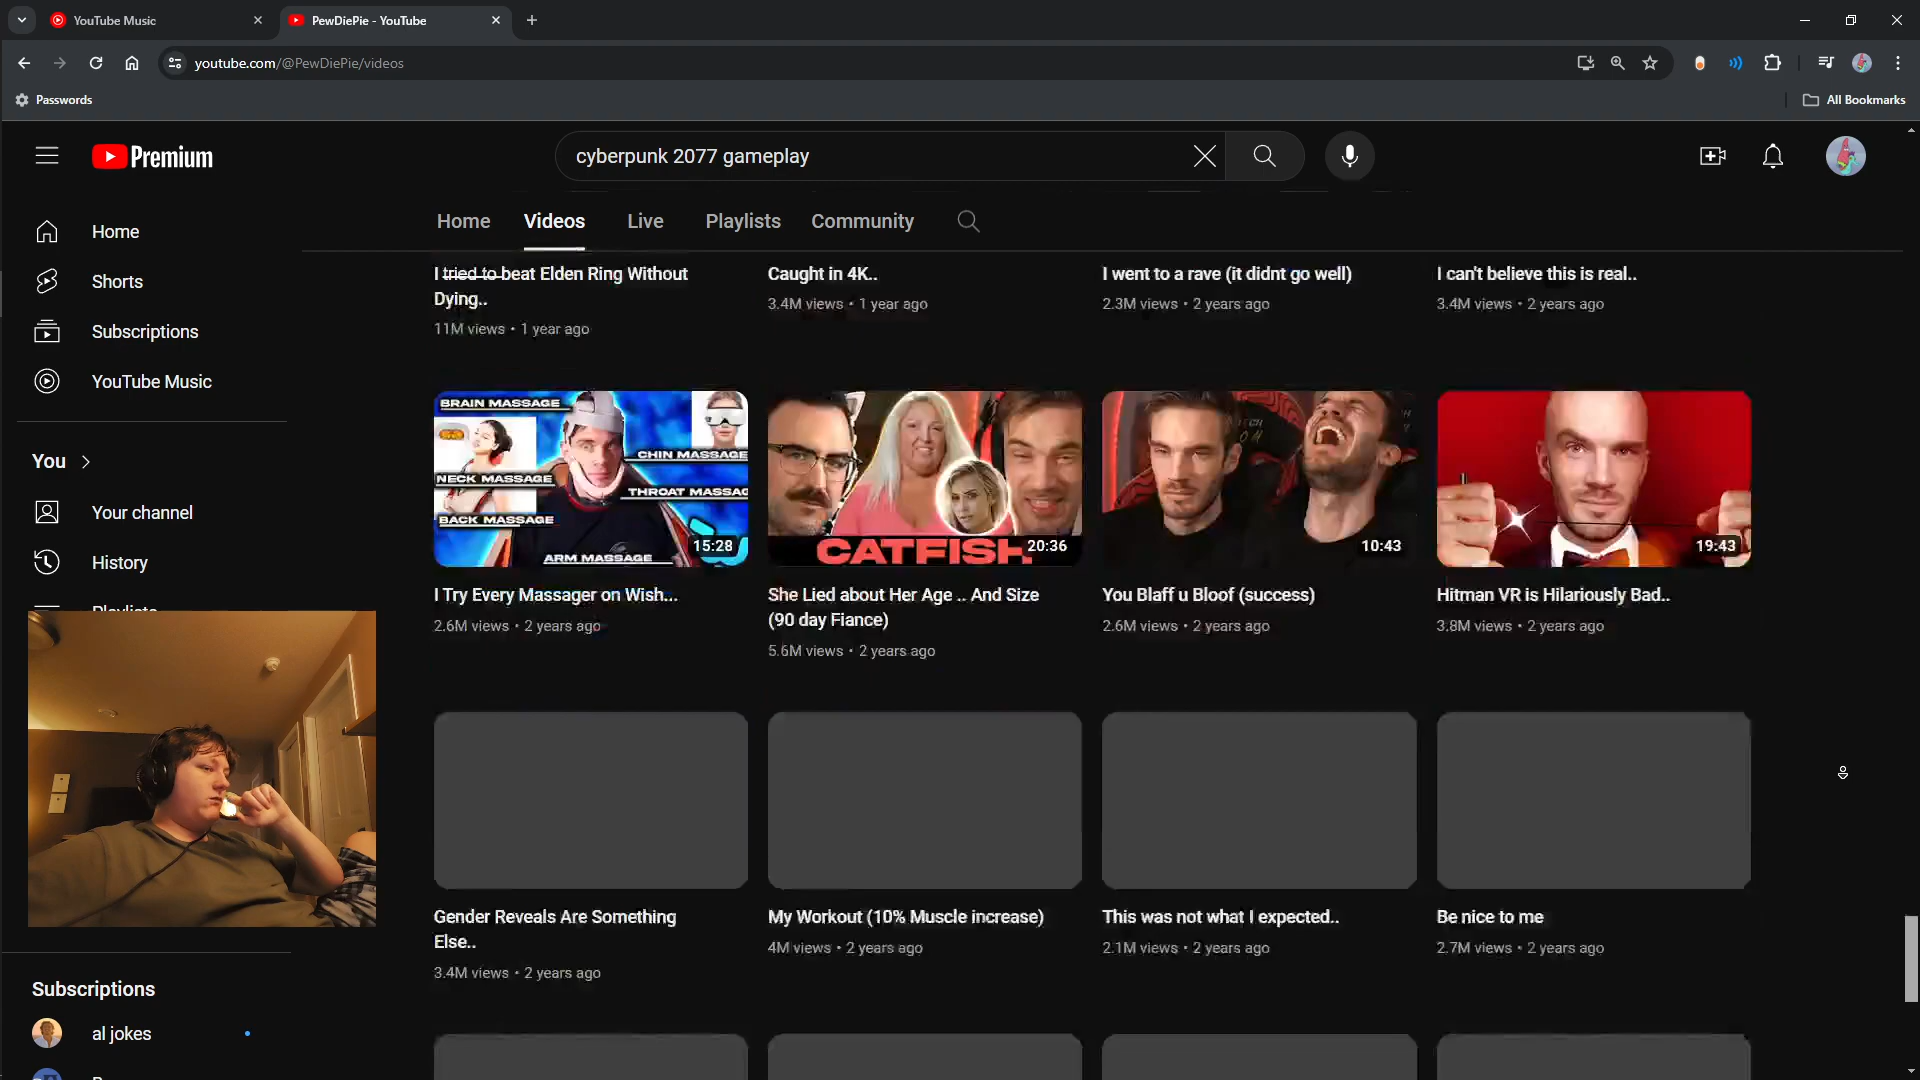 YouTube Music
PewDiePie - YouTube
youtube.com/@PewDiePie/videos
Passwords
All Bookmarks
Premium
cyberpunk 2077 gameplay
Home
Shorts
Subscriptions
YouTube Music
You
Your channel
History
Playlists
Subscriptions
al jokes
Home Videos Live Playlists Community
I tried to beat Elden Ring Without
Dying..
11M views • 1 year ago
Caught in 4K..
3.4M views • 1 year ago
I went to a rave (it didnt go well)
2.3M views • 2 years ago
I can't believe this is real..
3.4M views • 2 years ago
BRAIN MASSAGE
CHIN MASSAGE
NECK MASSAGE
THROAT MASSAG
BACK MASSAGE
ARM MASSAGE
15:28
I Try Every Massager on Wish...
2.6M views • 2 years ago
CATFISH.
20:36
She Lied about Her Age .. And Size
(90 day Fiance)
5.6M views • 2 years ago
10:43
You Blaff u Bloof (success)
2.6M views • 2 years ago
19:43
Hitman VR is Hilariously Bad..
3.8M views • 2 years ago
Gender Reveals Are Something
Else..
3.4M views • 2 years ago
My Workout (10% Muscle increase)
4M views • 2 years ago
This was not what I expected..
2.1M views • 2 years ago
Be nice to me
2.7M views • 2 years ago